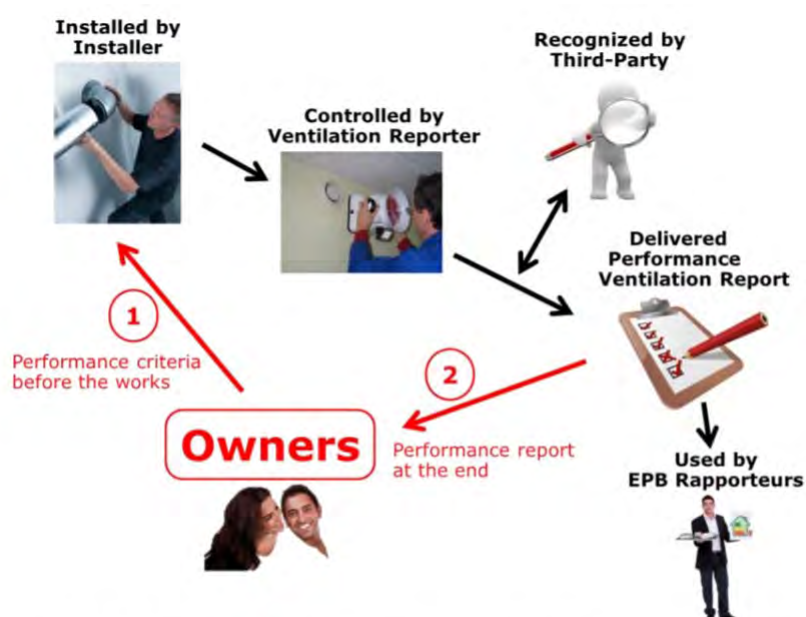 Installed by
Installer
Controlled by
Ventilation Reporter
Recognized by
Third-Party
Delivered
Performance
Ventilation Report
1
Performance criteria
before the works
2
Performance report
at the end
Owners
Used by
EPB Rapporteurs